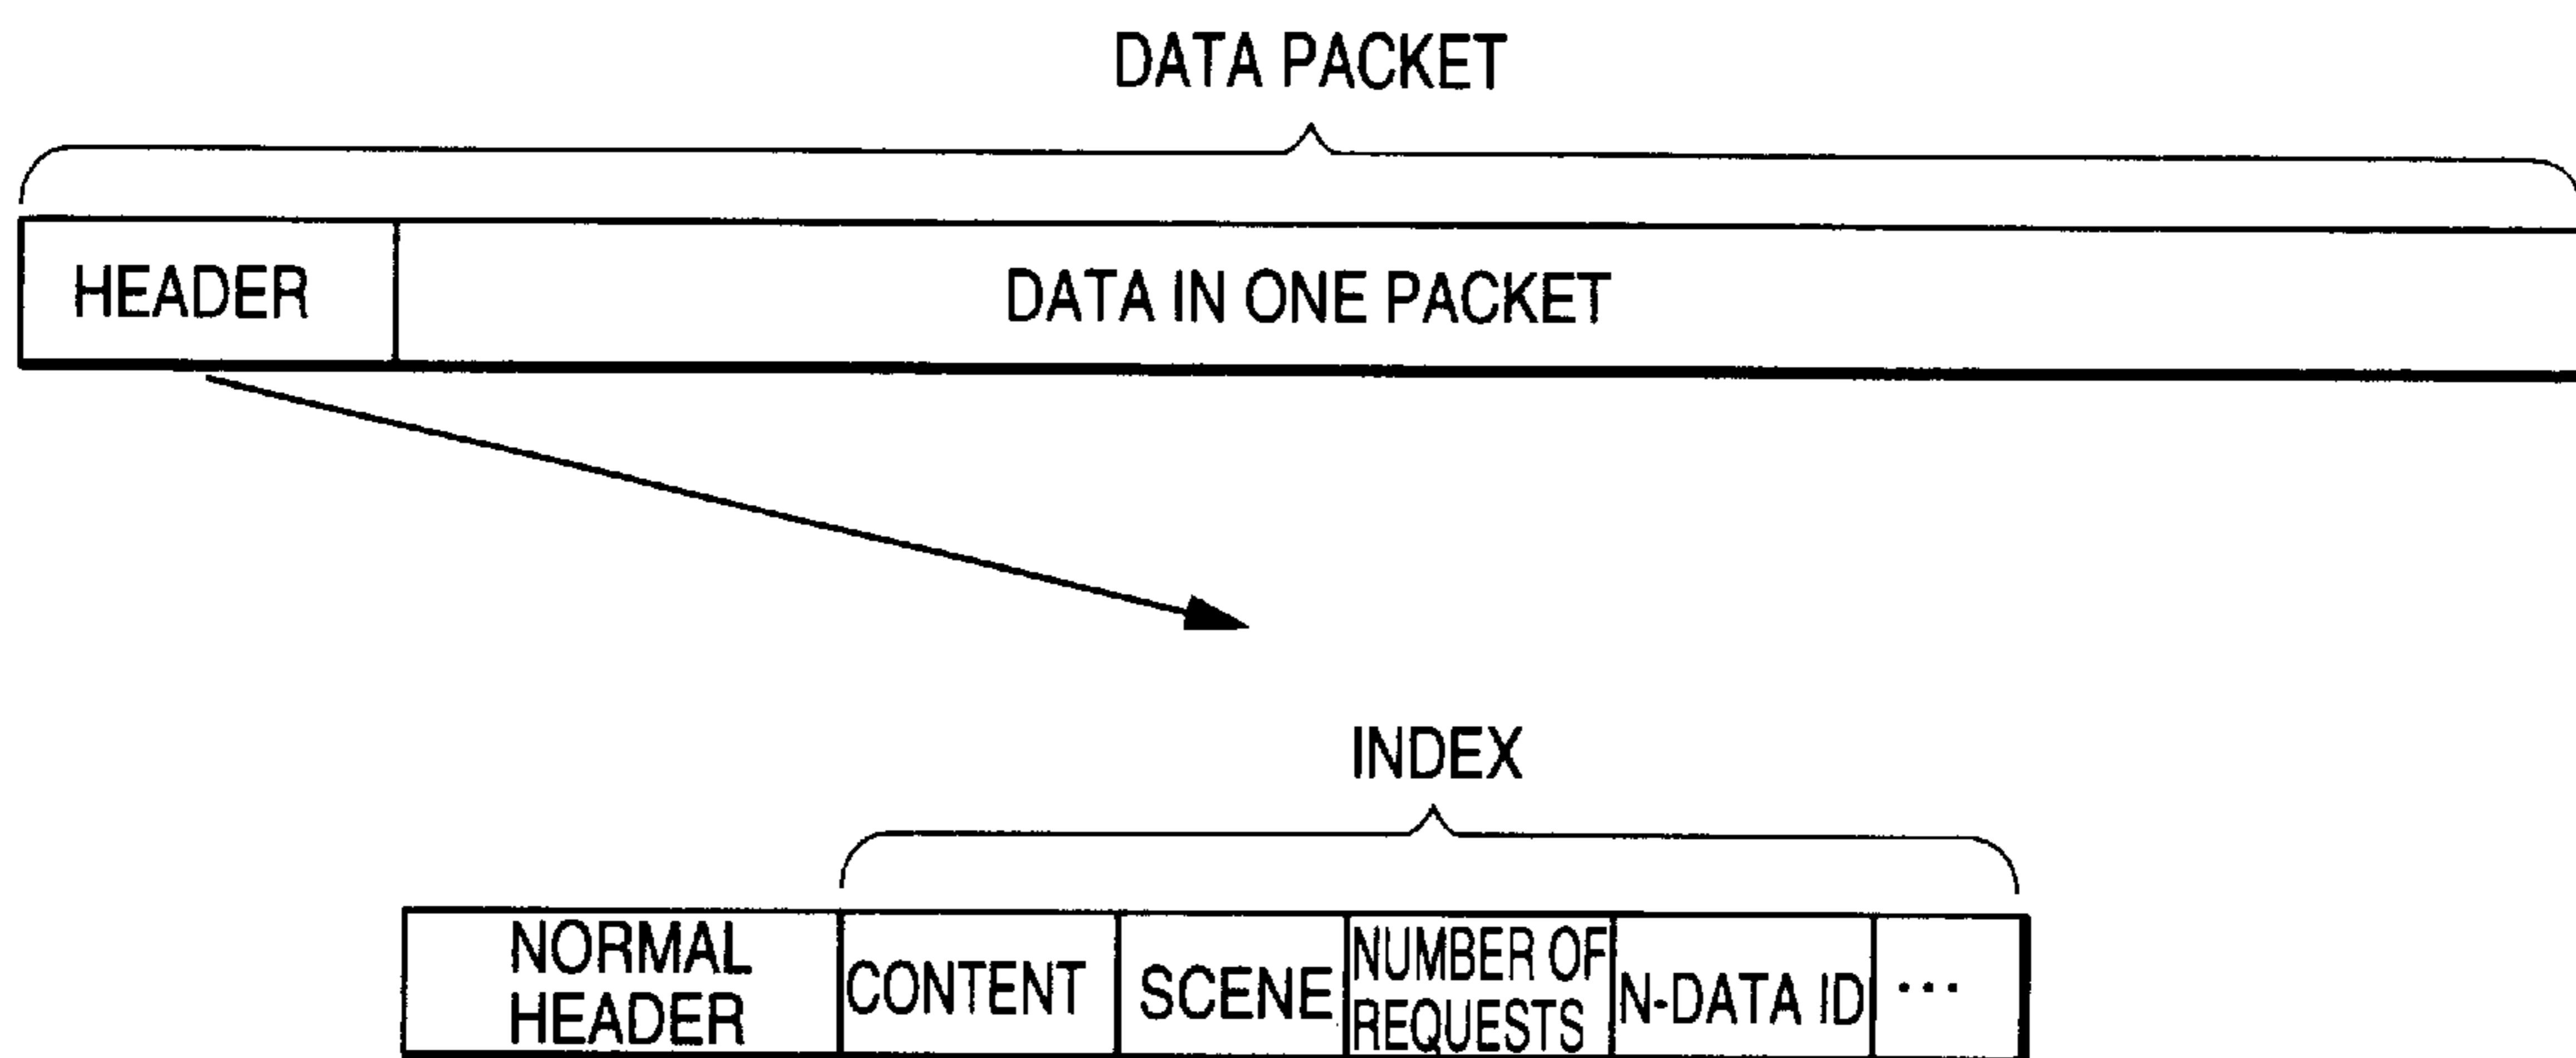 DATA PACKET
HEADER
DATA IN ONE PACKET
INDEX
NORMAL
HEADER
CONTENT
SCENE
NUMBER OF
REQUESTS
N-DATA ID
...